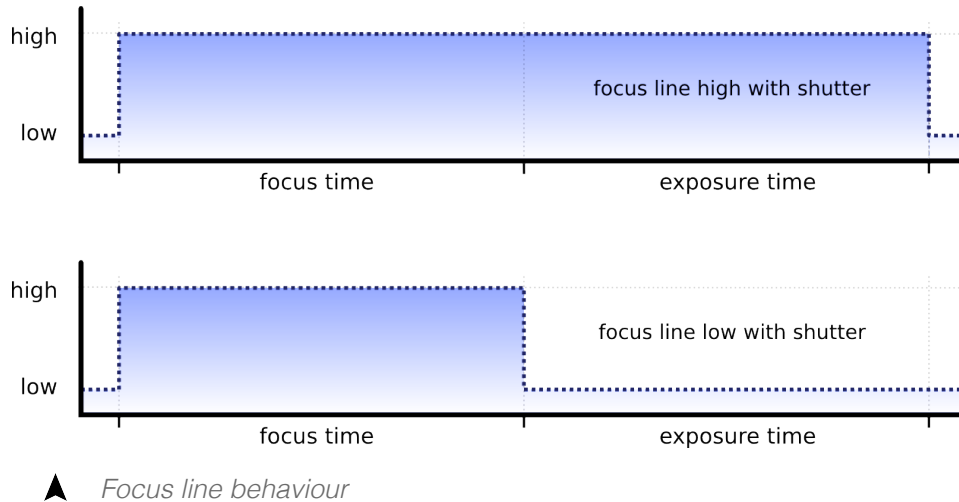 high
focus line high with shutter
low
focus time exposure time
high
focus line low with shutter
low
focus time exposure time
Focus line behaviour